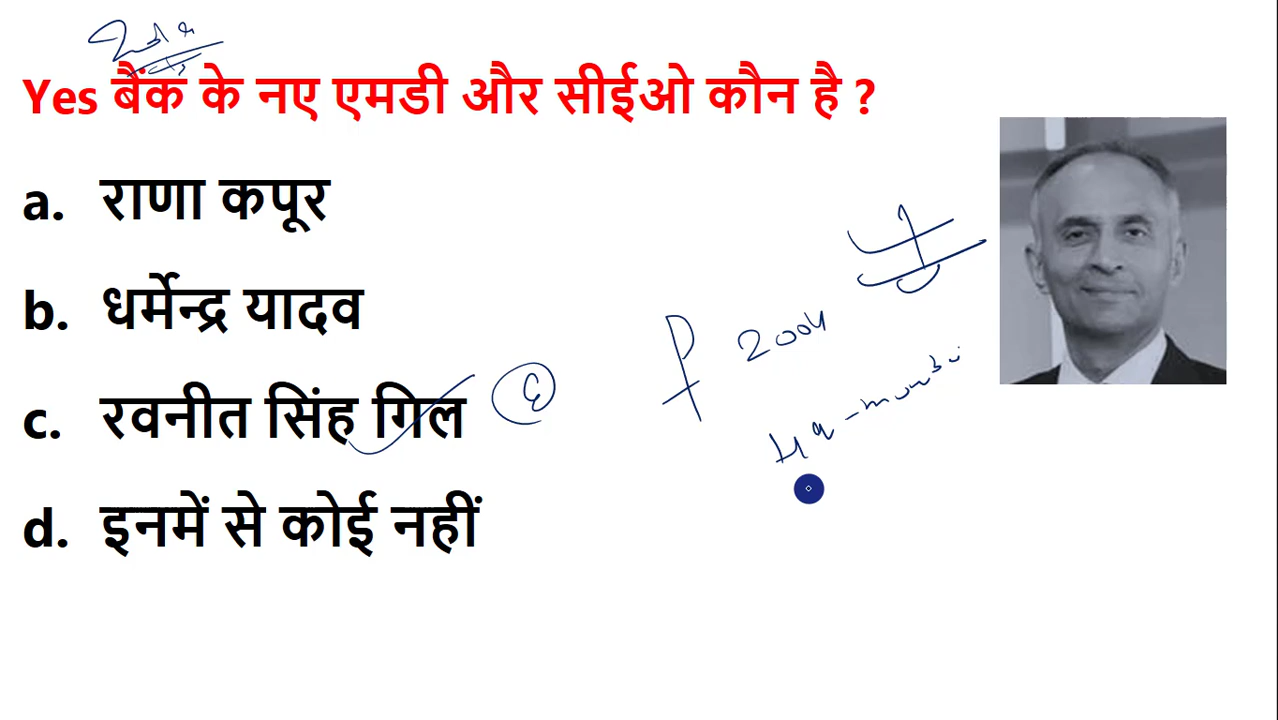 Yes बैंक के नए एमडी और सीईओ कौन है ?
a. राणा कपूर
b. धर्मेन्द्र यादव
c. रवनीत सिंह गिल
d. इनमें से कोई नहीं
2004